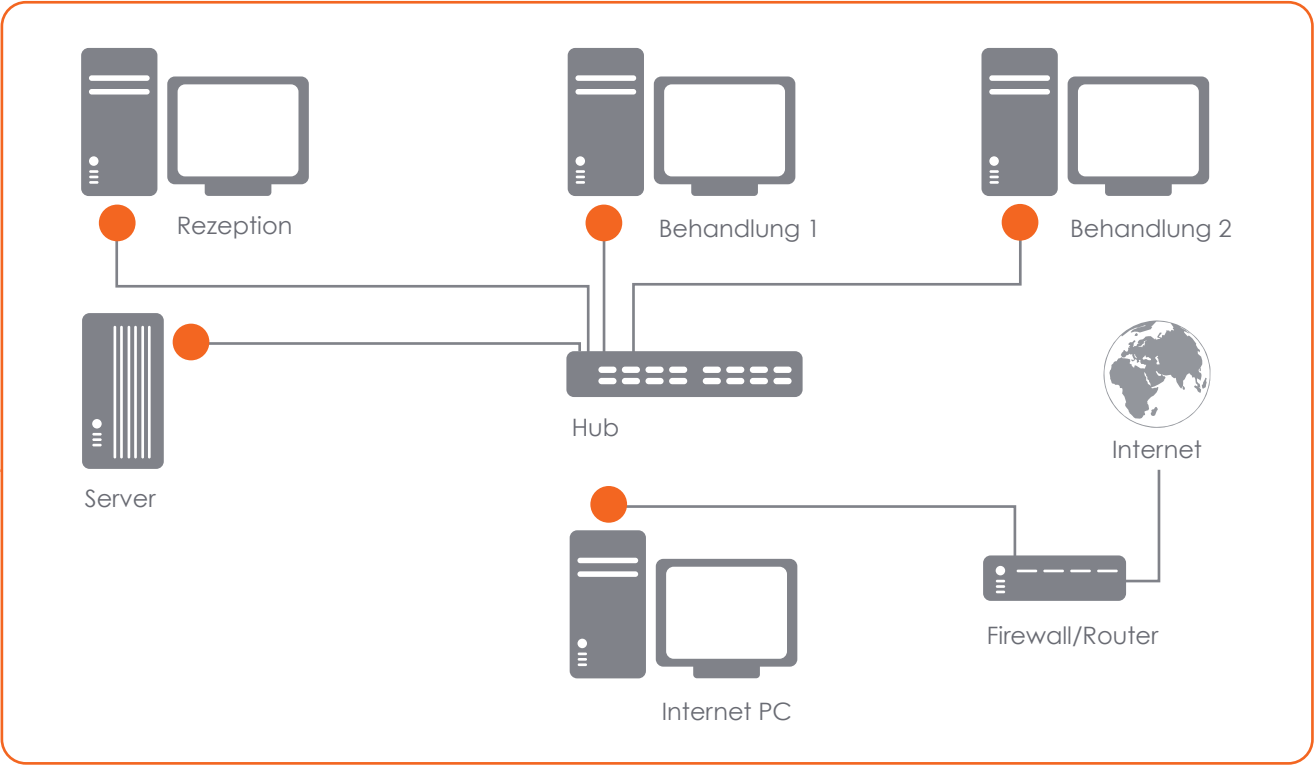 Rezeption
Behandlung 1
Behandlung 2
Hub
Internet
Server
Firewall/Router
Internet PC